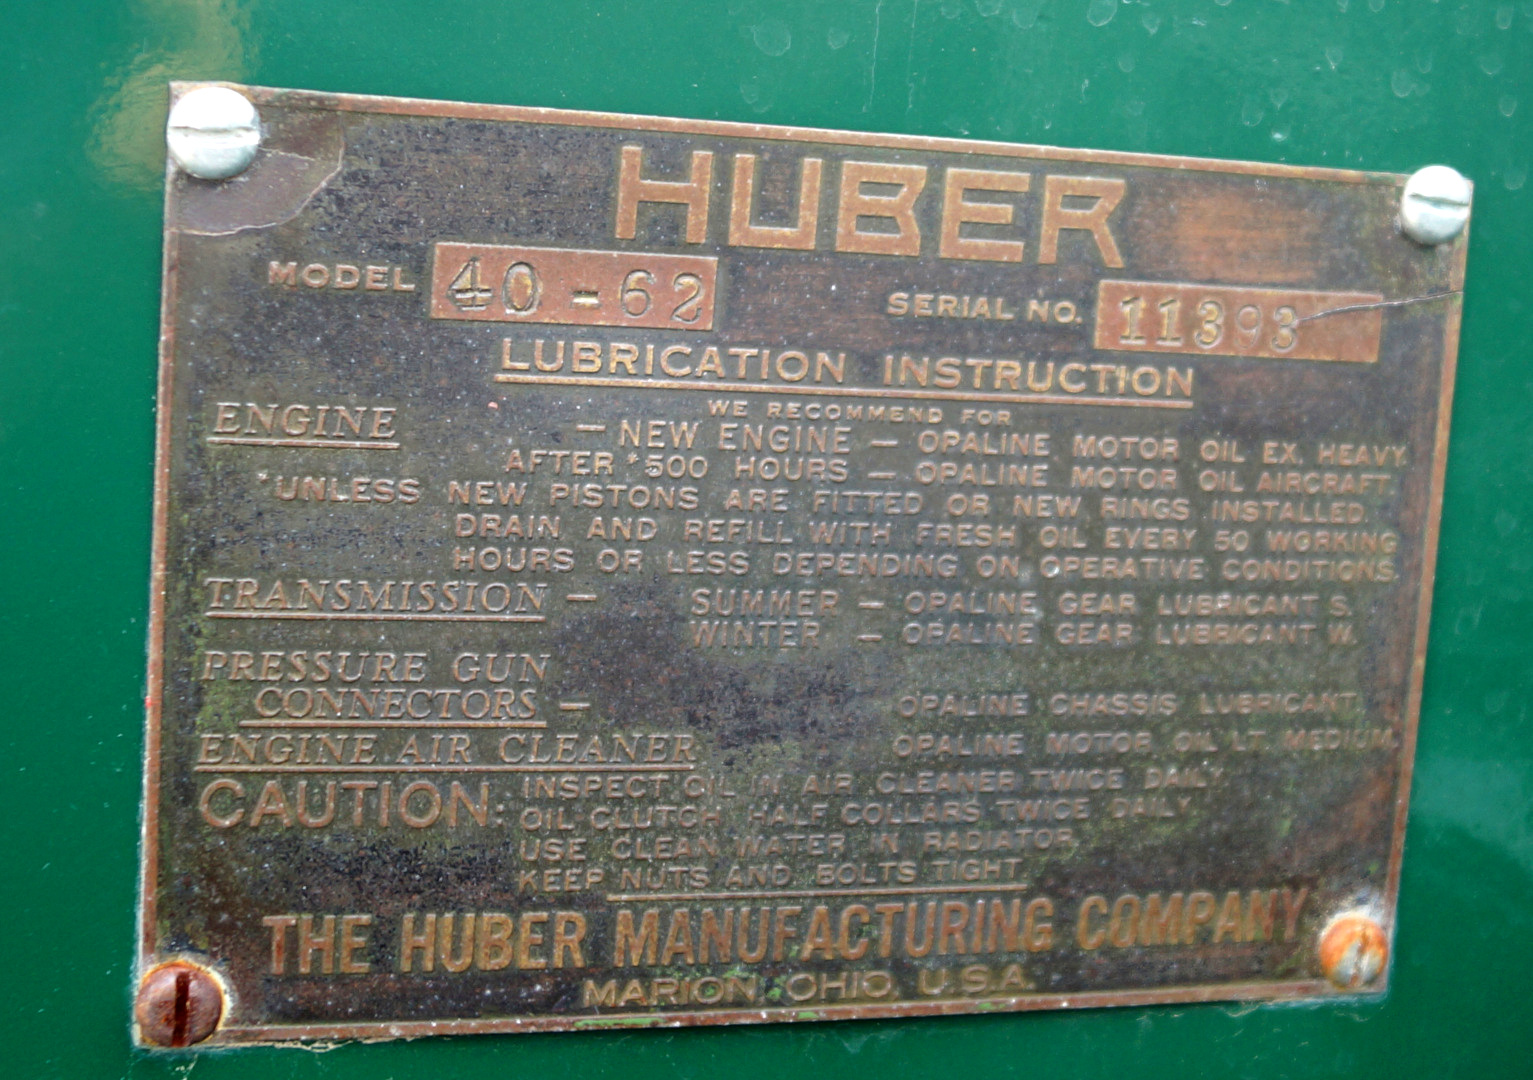 HUBER
MODEL 40-62 SERIAL NO. 11393
LUBRICATION INSTRUCTION
WE RECOMMEND FOR
ENGINE — NEW ENGINE — OPALINE MOTOR OIL EX. HEAVY.
AFTER *500 HOURS — OPALINE MOTOR OIL AIRCRAFT.
*UNLESS NEW PISTONS ARE FITTED OR NEW RINGS INSTALLED.
DRAIN AND REFILL WITH FRESH OIL EVERY 50 WORKING
HOURS OR LESS DEPENDING ON OPERATIVE CONDITIONS.
TRANSMISSION — SUMMER — OPALINE GEAR LUBRICANT S.
WINTER — OPALINE GEAR LUBRICANT W.
PRESSURE GUN
CONNECTORS — OPALINE CHASSIS LUBRICANT.
ENGINE AIR CLEANER OPALINE MOTOR OIL LT. MEDIUM.
CAUTION: INSPECT OIL IN AIR CLEANER TWICE DAILY.
OIL CLUTCH HALF COLLARS TWICE DAILY.
USE CLEAN WATER IN RADIATOR.
KEEP NUTS AND BOLTS TIGHT.
THE HUBER MANUFACTURING COMPANY
MARION, OHIO, U.S.A.